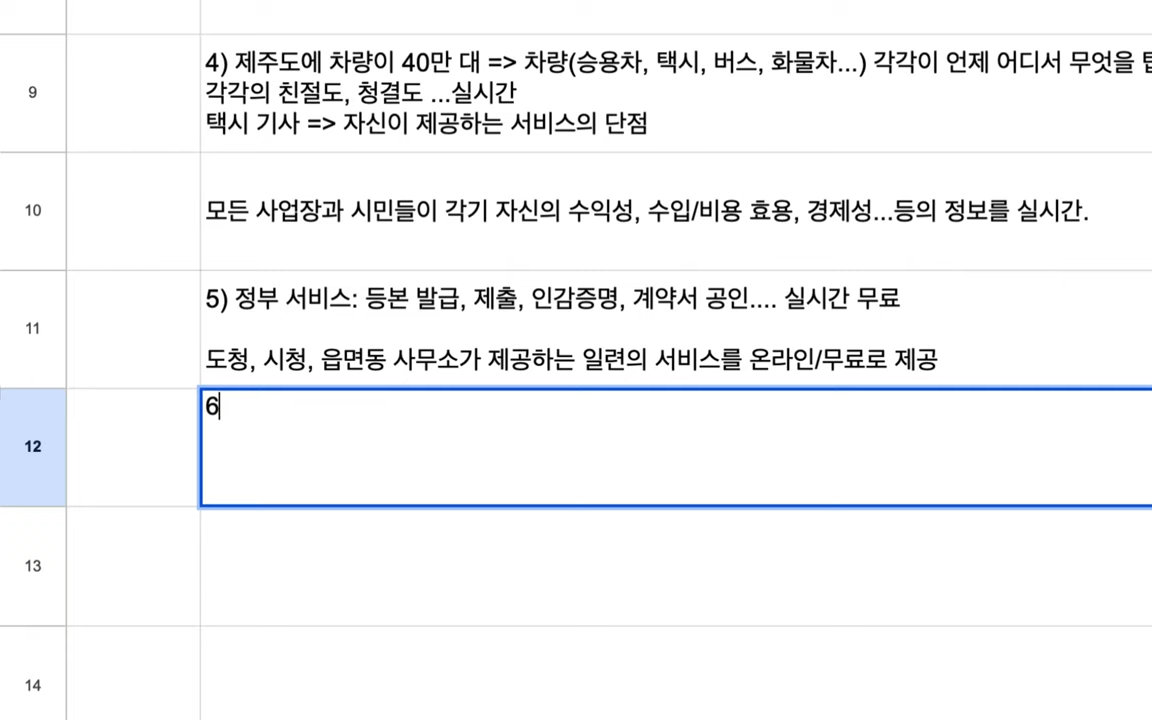 9
4) 제주도에 차량이 40만 대 => 차량(승용차, 택시, 버스, 화물차...) 각각이 언제 어디서 무엇을
각각의 친절도, 청결도 ...실시간
택시 기사 => 자신이 제공하는 서비스의 단점
10
모든 사업장과 시민들이 각기 자신의 수익성, 수입/비용 효용, 경제성...등의 정보를 실시간.
11
5) 정부 서비스: 등본 발급, 제출, 인감증명, 계약서 공인.... 실시간 무료
도청, 시청, 읍면동 사무소가 제공하는 일련의 서비스를 온라인/무료로 제공
12
6
13
14